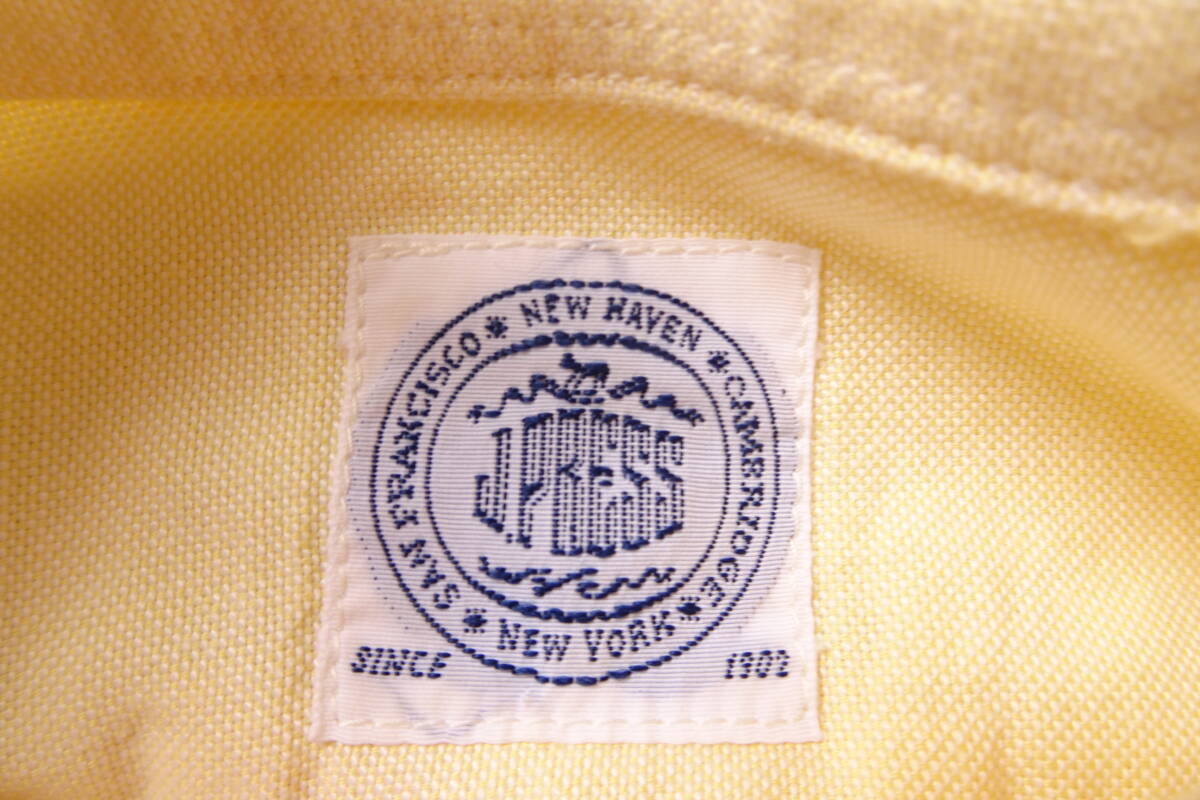 NEW HAVEN
CAMBRIDGE
NEW YORK
SAN FRANCISCO
J.PRESS
SINCE 1902